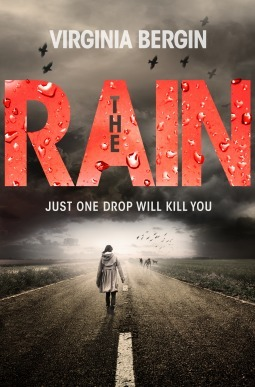 VIRGINIA BERGIN
THE
RAIN
JUST ONE DROP WILL KILL YOU